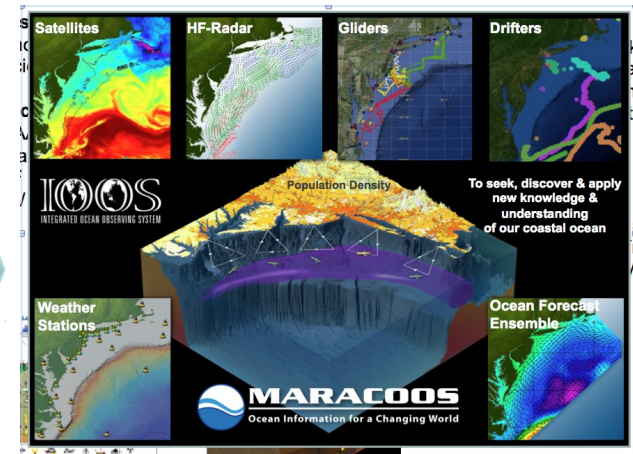 Satellites
HF-Radar
Gliders
Drifters
IOOS
INTEGRATED OCEAN OBSERVING SYSTEM
Population Density
To seek, discover & apply
new knowledge &
understanding
of our coastal ocean
Weather
Stations
Ocean Forecast
Ensemble
MARACOOS
Ocean Information for a Changing World